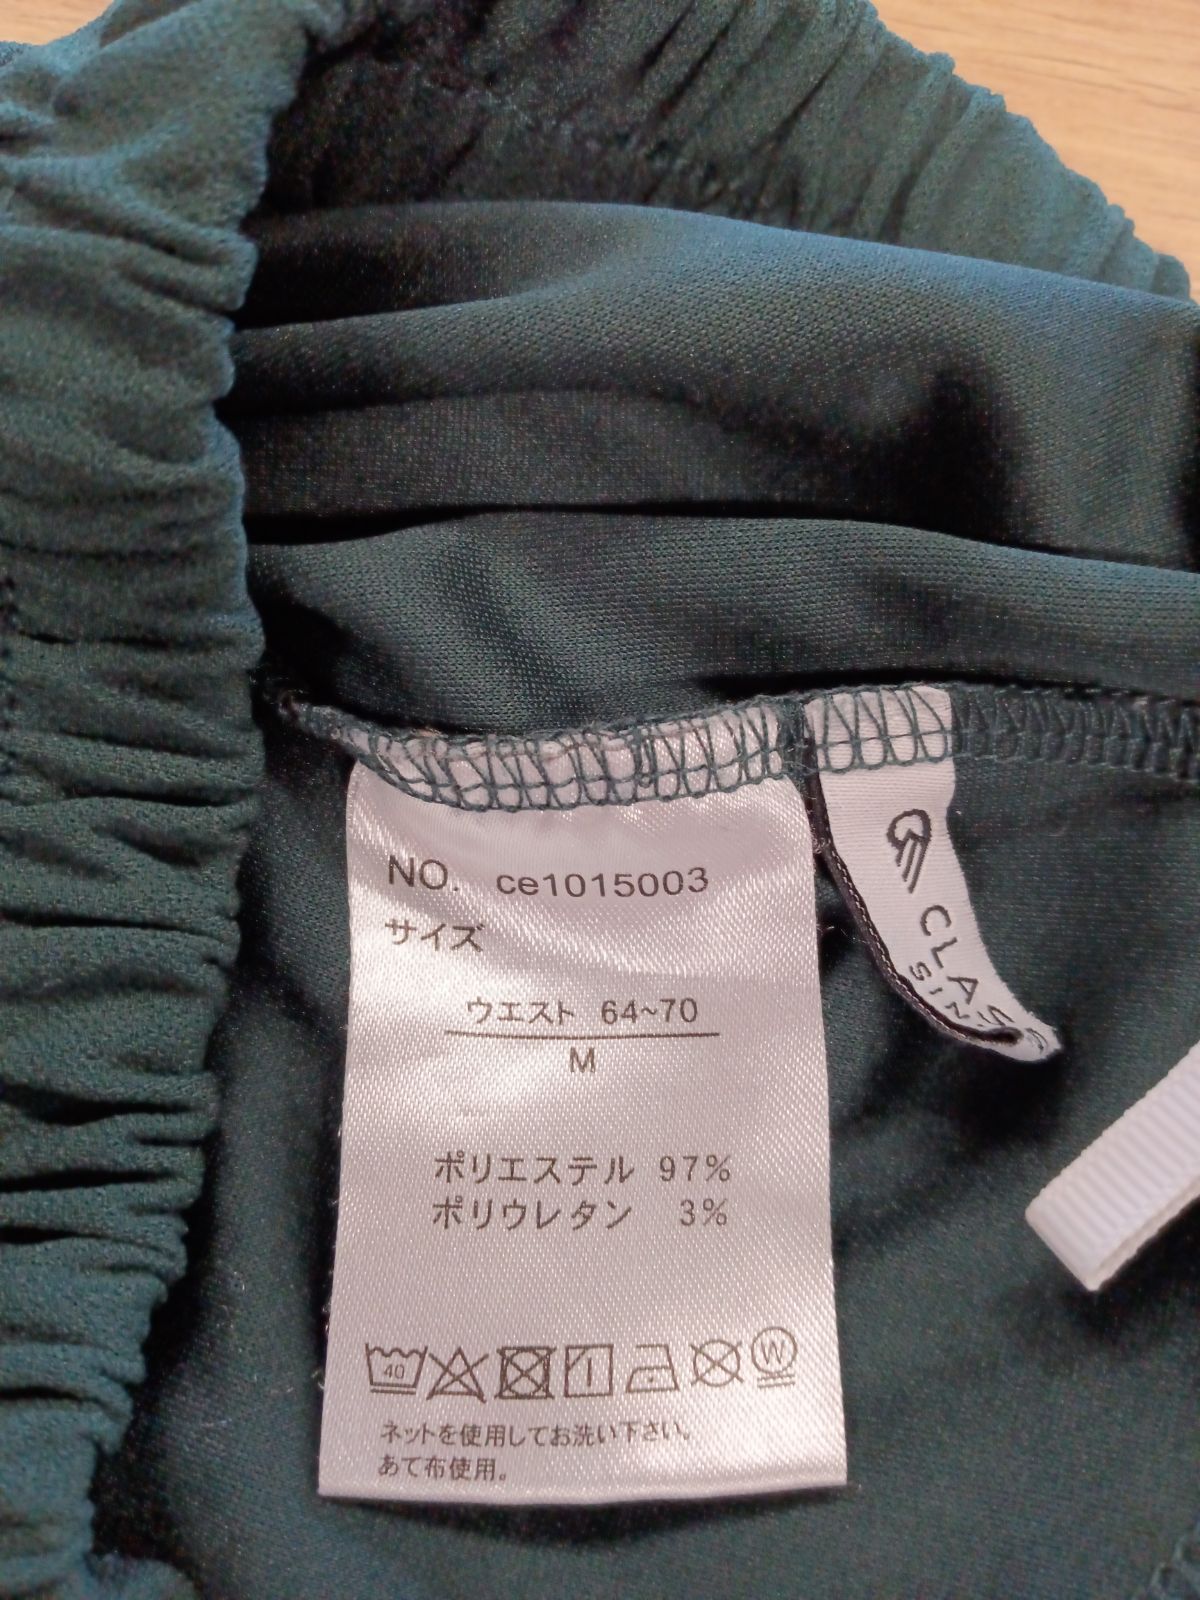 NO. ce1015003
サイズ
ウエスト 64~70
M
ポリエステル 97%
ポリウレタン 3%
40
W
ネットを使用してお洗い下さい。
あて布使用。